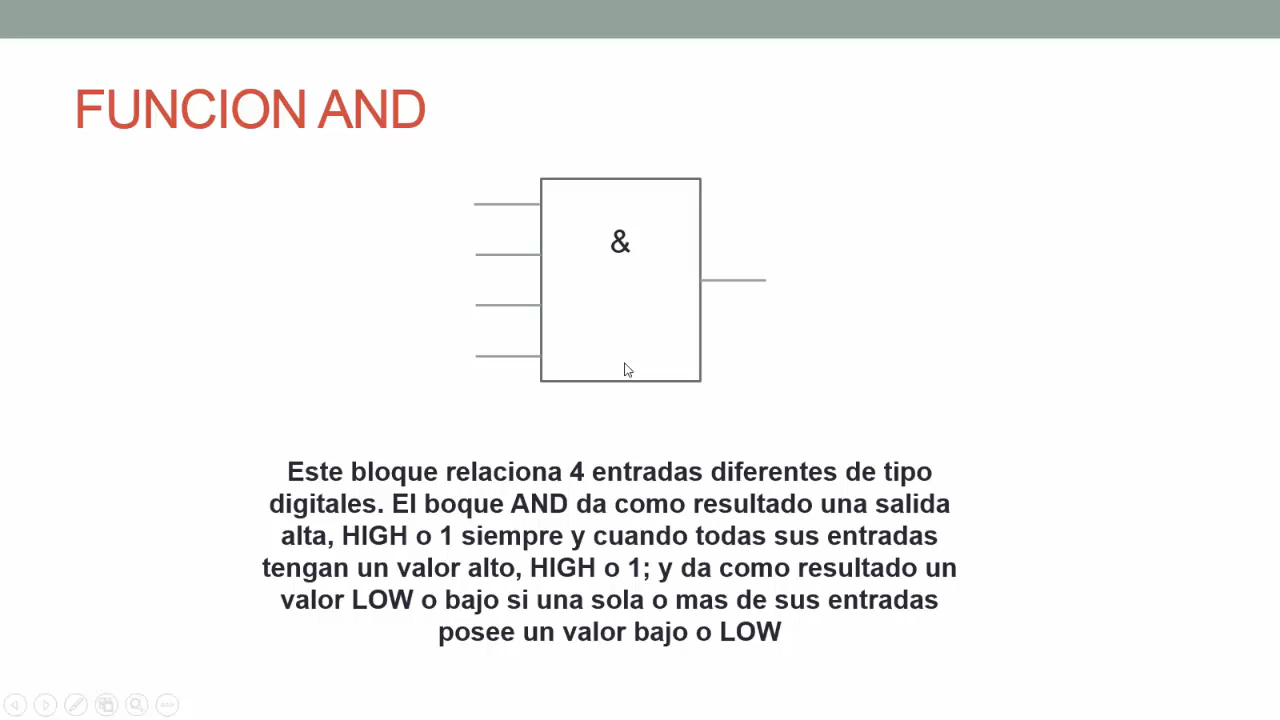 FUNCION AND
&
Este bloque relaciona 4 entradas diferentes de tipo
digitales. El boque AND da como resultado una salida
alta, HIGH o 1 siempre y cuando todas sus entradas
tengan un valor alto, HIGH o 1; y da como resultado un
valor LOW o bajo si una sola o mas de sus entradas
posee un valor bajo o LOW